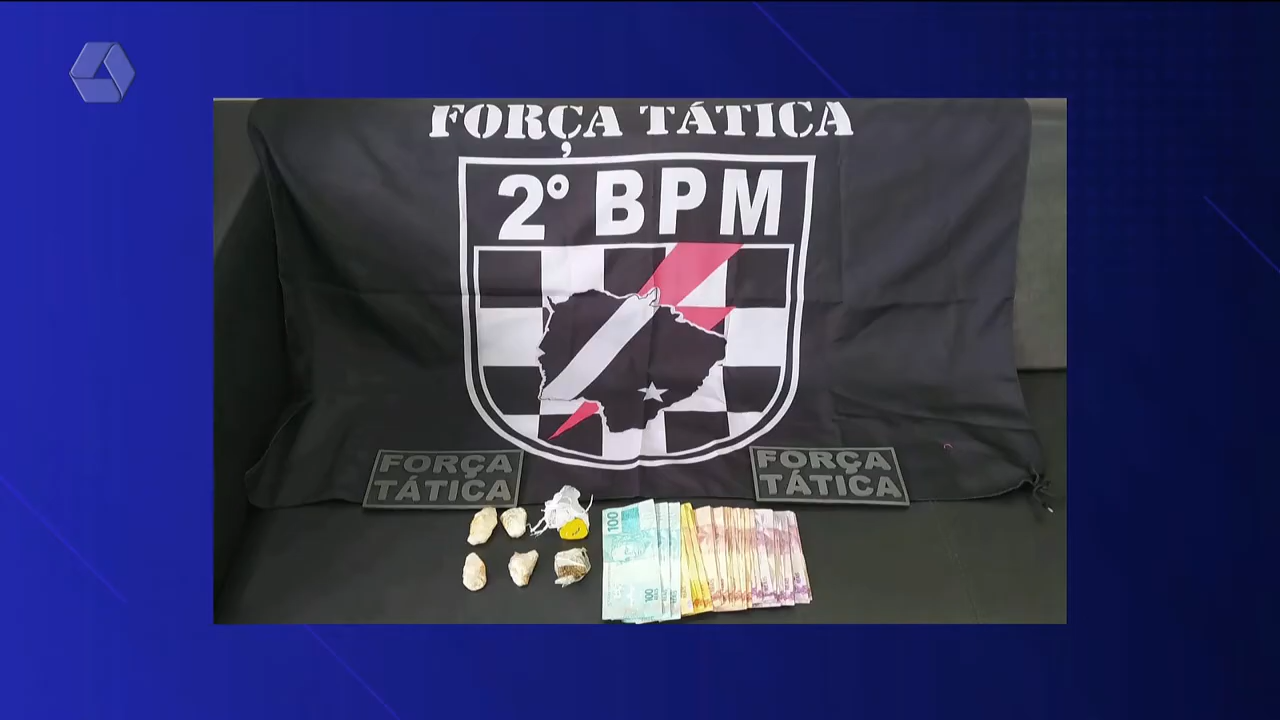 FORÇA TÁTICA
2º BPM
FORÇA
TÁTICA
FORÇA
TÁTICA
100
100